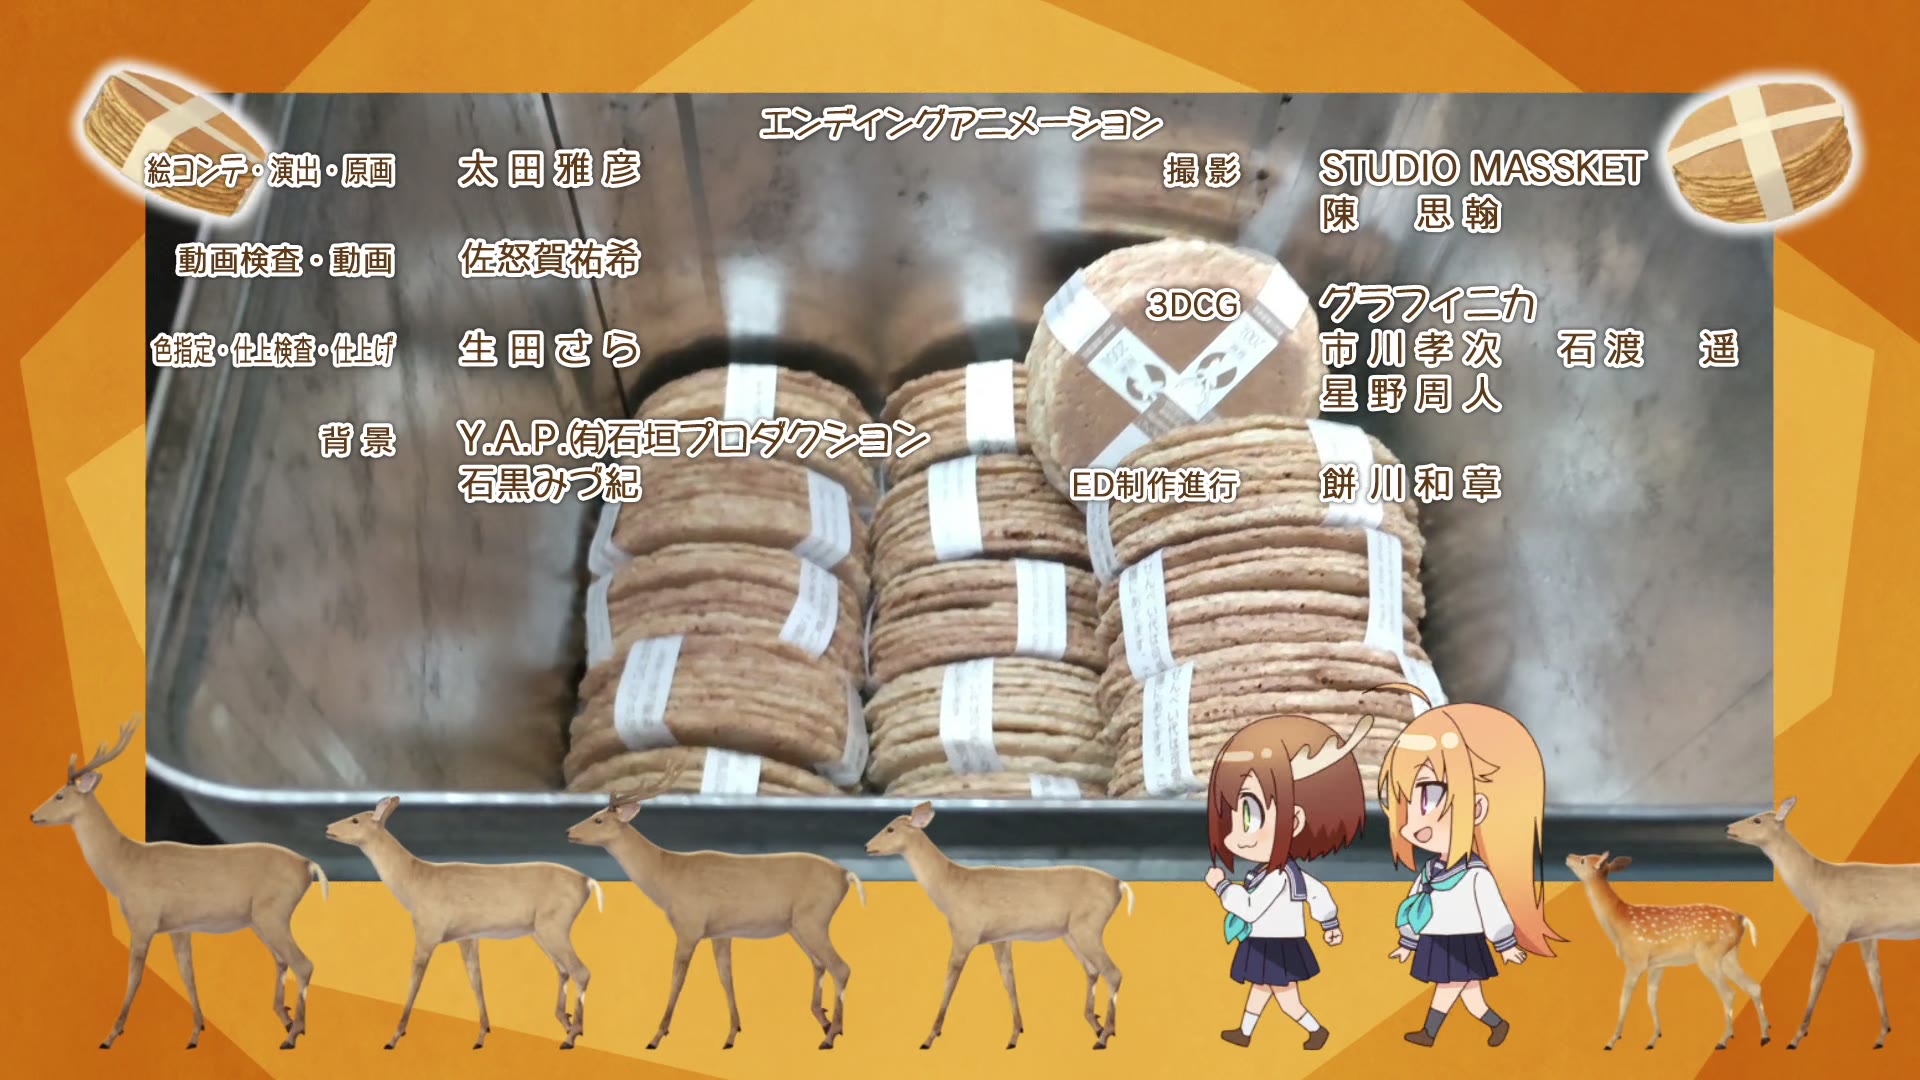 エンディングアニメーション
絵コンテ・演出・原画 太田雅彦
動画検査・動画 佐怒賀祐希
色指定・仕上検査・仕上げ 生田さら
背景 Y.A.P.㈲石垣プロダクション
石黒みづ紀
撮影 STUDIO MASSKET
陳 思翰
3DCG グラフィニカ
市川孝次 石渡 遥
星野周人
ED制作進行 餅川和章